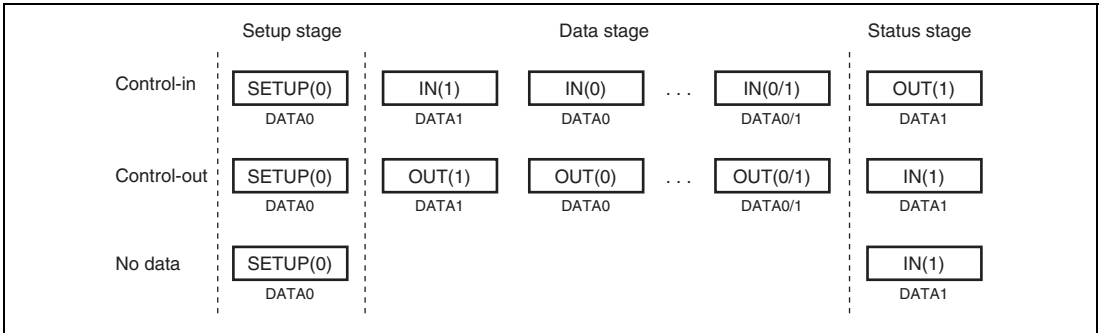 Setup stage Data stage Status stage
Control-in SETUP(0) IN(1) IN(0) . . . IN(0/1) OUT(1)
DATA0 DATA1 DATA0 DATA0/1 DATA1
Control-out SETUP(0) OUT(1) OUT(0) . . . OUT(0/1) IN(1)
DATA0 DATA1 DATA0 DATA0/1 DATA1
No data SETUP(0) IN(1)
DATA0 DATA1